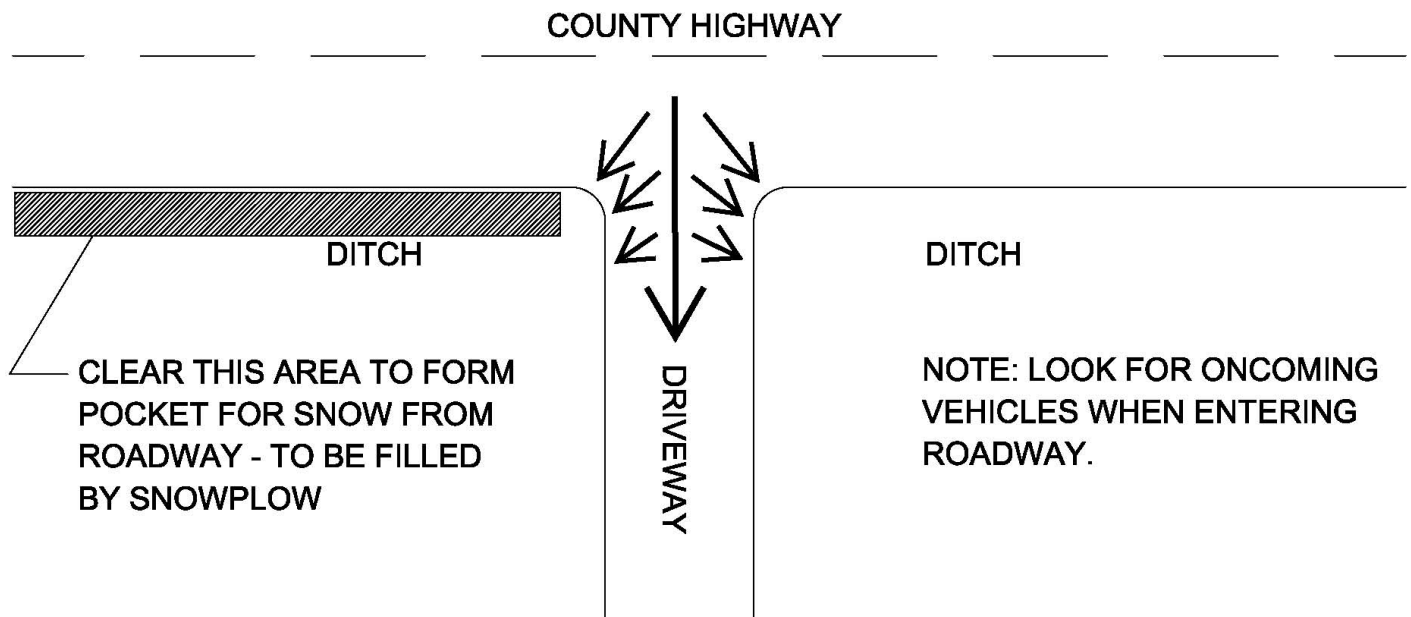 COUNTY HIGHWAY
DITCH
DITCH
CLEAR THIS AREA TO FORM
POCKET FOR SNOW FROM
ROADWAY - TO BE FILLED
BY SNOWPLOW
DRIVEWAY
NOTE: LOOK FOR ONCOMING
VEHICLES WHEN ENTERING
ROADWAY.